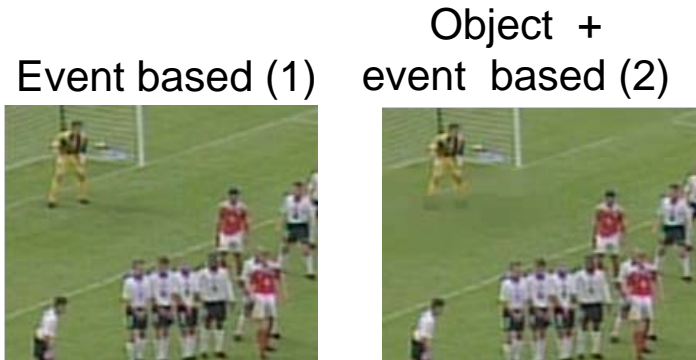 Event based (1)
Object +
event based (2)